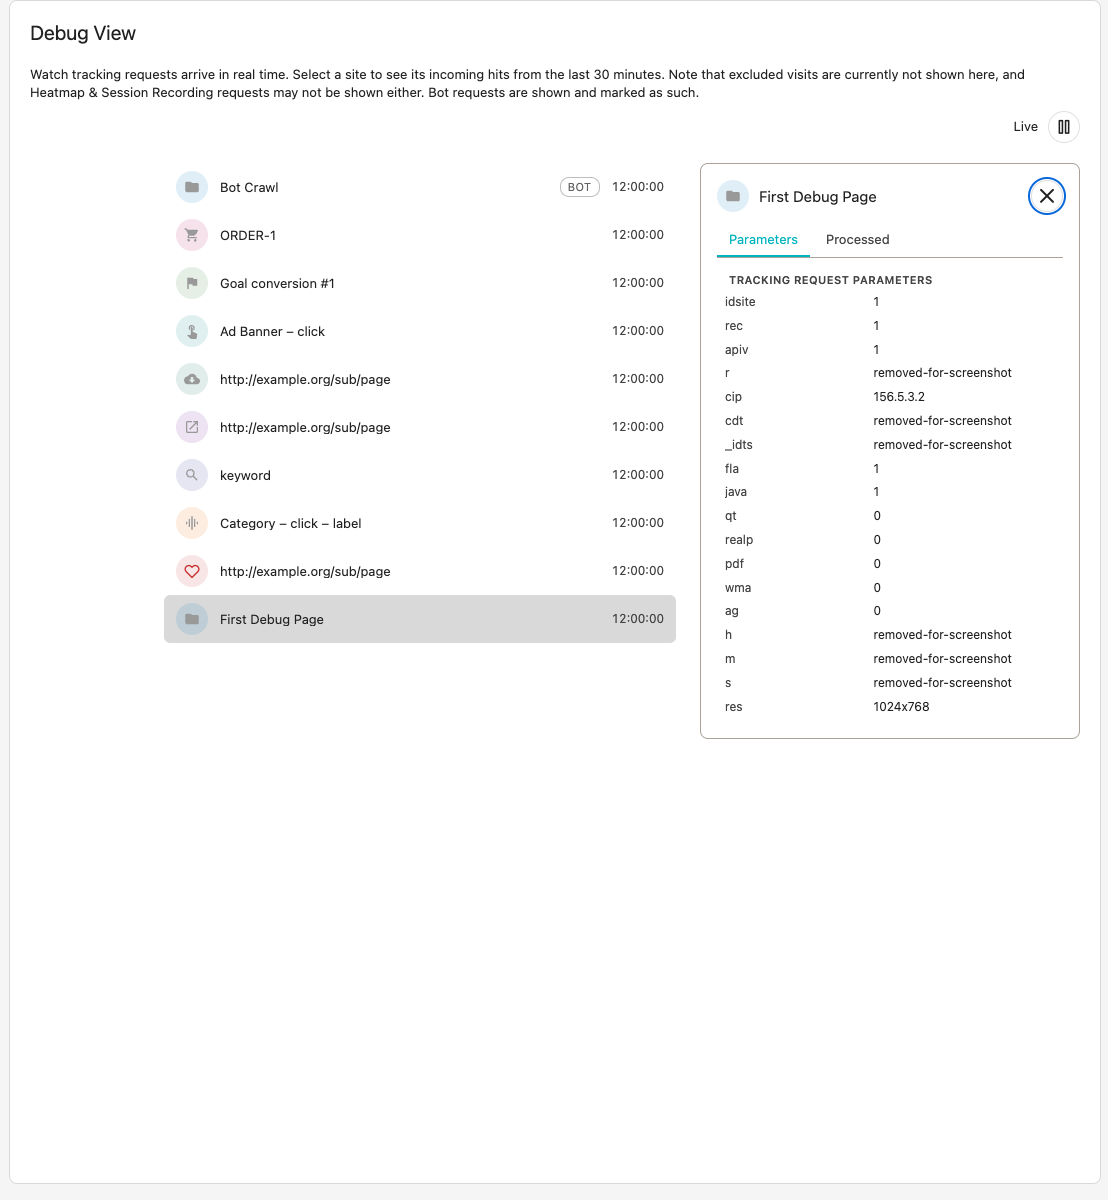 Debug View
Watch tracking requests arrive in real time. Select a site to see its incoming hits from the last 30 minutes. Note that excluded visits are currently not shown here, and
Heatmap & Session Recording requests may not be shown either. Bot requests are shown and marked as such.
Live
Bot Crawl BOT 12:00:00
ORDER-1 12:00:00
Goal conversion #1 12:00:00
Ad Banner – click 12:00:00
http://example.org/sub/page 12:00:00
http://example.org/sub/page 12:00:00
keyword 12:00:00
Category – click – label 12:00:00
http://example.org/sub/page 12:00:00
First Debug Page 12:00:00
First Debug Page
Parameters Processed
TRACKING REQUEST PARAMETERS
idsite 1
rec 1
apiv 1
r removed-for-screenshot
cip 156.5.3.2
cdt removed-for-screenshot
_idts removed-for-screenshot
fla 1
java 1
qt 0
realp 0
pdf 0
wma 0
ag 0
h removed-for-screenshot
m removed-for-screenshot
s removed-for-screenshot
res 1024x768